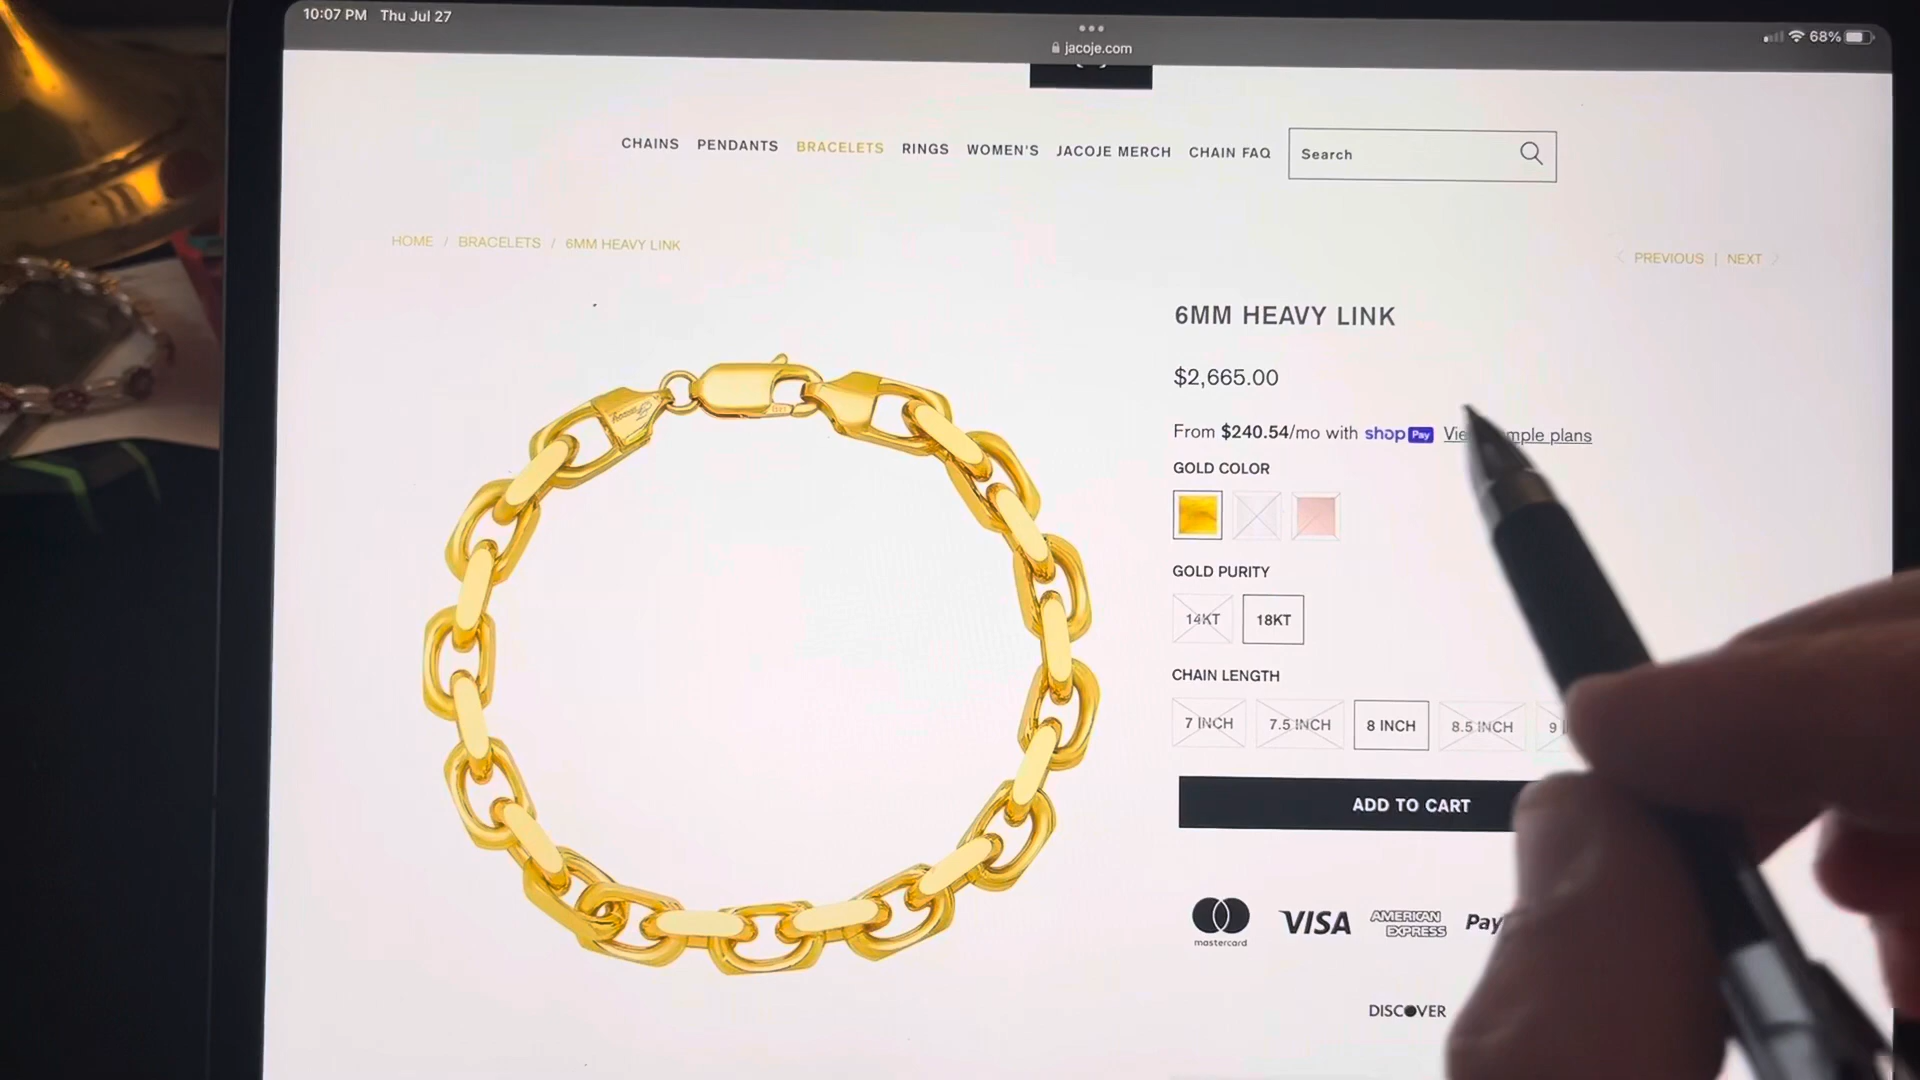 10:07 PM Thu Jul 27
68%
jacoje.com
CHAINS PENDANTS BRACELETS RINGS WOMEN'S JACOJE MERCH CHAIN FAQ Search
HOME / BRACELETS / 6MM HEAVY LINK
PREVIOUS | NEXT
6MM HEAVY LINK
$2,665.00
From $240.54/mo with shop Pay plans
GOLD COLOR
GOLD PURITY
14KT 18KT
CHAIN LENGTH
7 INCH 7.5 INCH 8 INCH 8.5 INCH 9
ADD TO CART
mastercard VISA AMERICAN EXPRESS Pay
DISCOVER